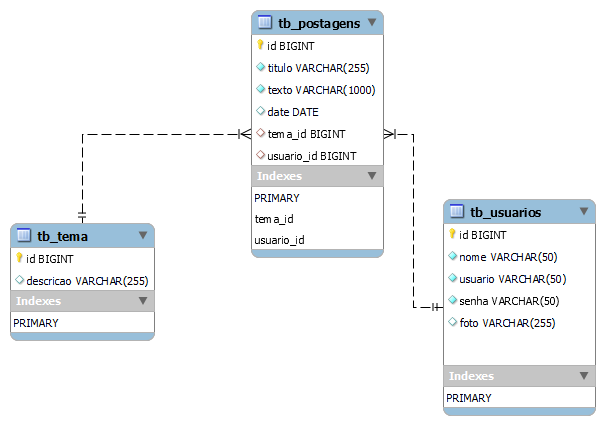 tb_postagens
id BIGINT
titulo VARCHAR(255)
texto VARCHAR(1000)
date DATE
tema_id BIGINT
usuario_id BIGINT
Indexes
PRIMARY
tema_id
usuario_id
tb_tema
id BIGINT
descricao VARCHAR(255)
Indexes
PRIMARY
tb_usuarios
id BIGINT
nome VARCHAR(50)
usuario VARCHAR(50)
senha VARCHAR(50)
foto VARCHAR(255)
Indexes
PRIMARY